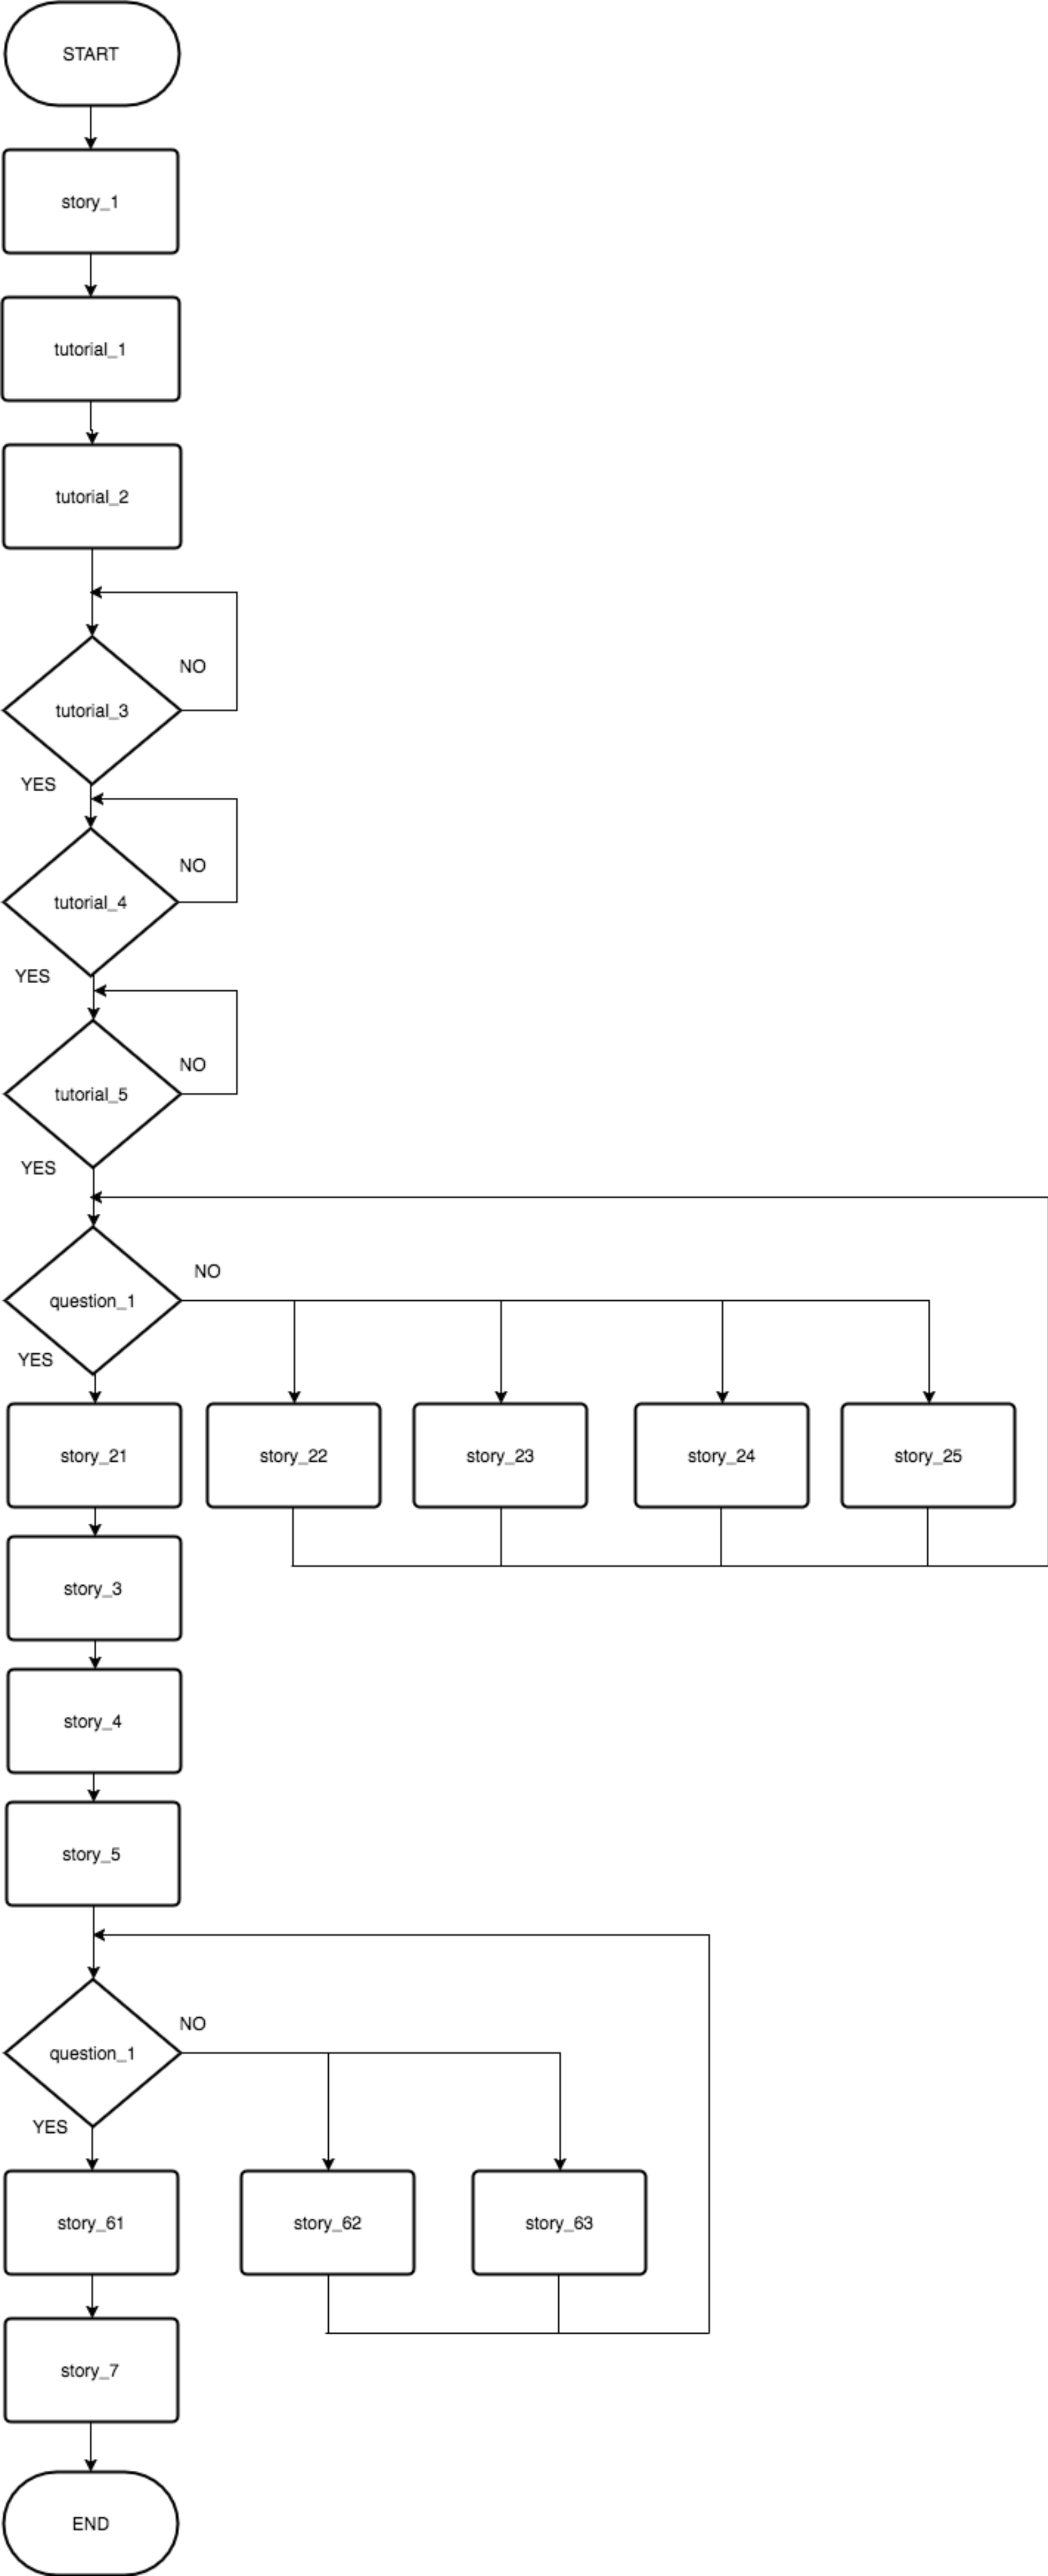 START
story_1
tutorial_1
tutorial_2
NO
tutorial_3
YES
NO
tutorial_4
YES
NO
tutorial_5
YES
NO
question_1
YES
story_21
story_22
story_23
story_24
story_25
story_3
story_4
story_5
NO
question_1
YES
story_61
story_62
story_63
story_7
END